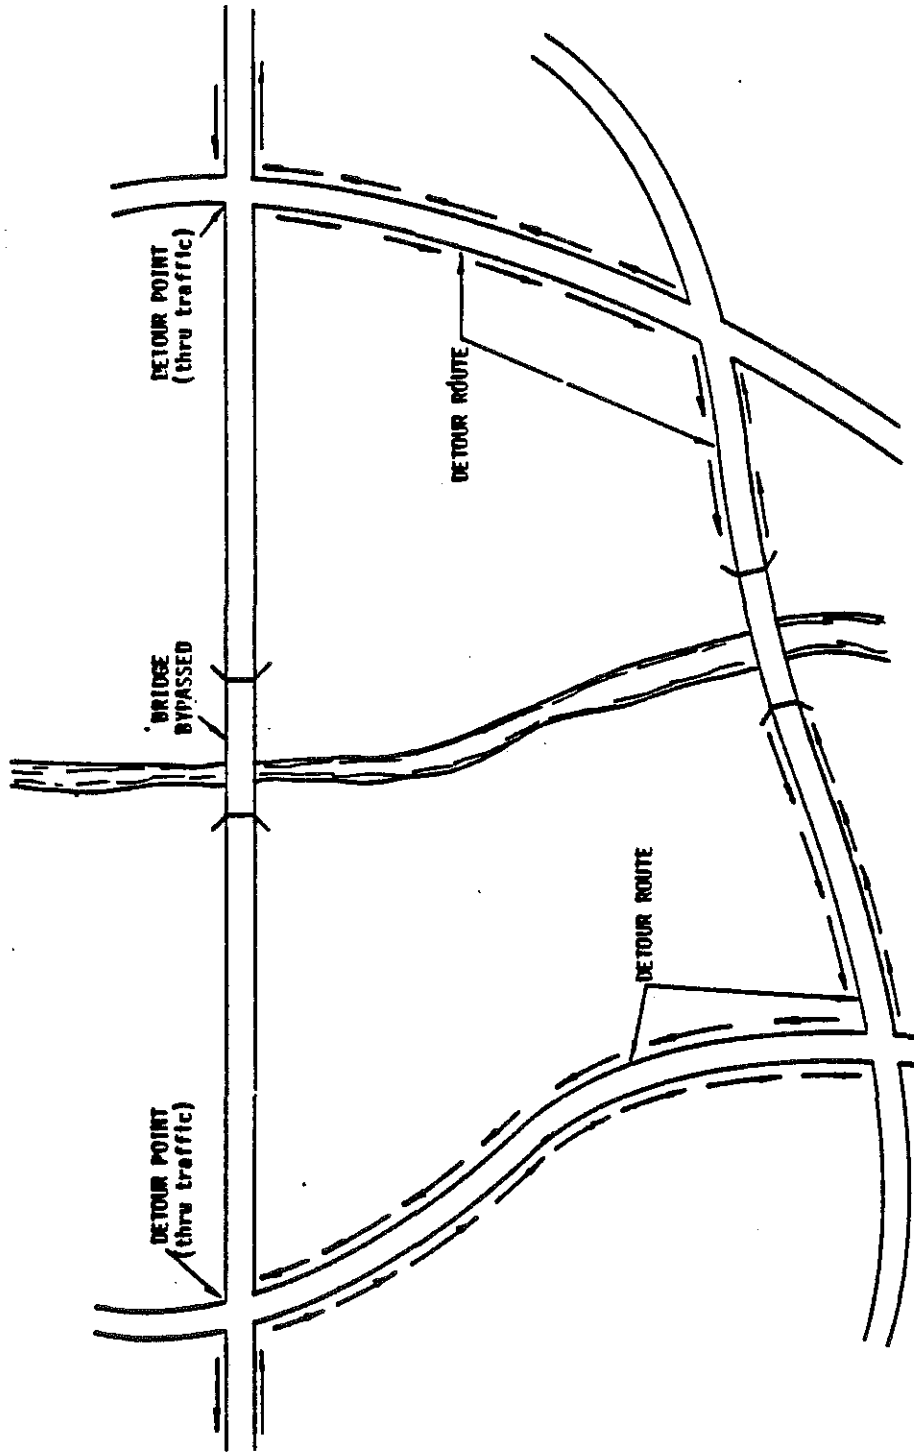 DETOUR POINT
(thru traffic)
BRIDGE
BYPASSED
DETOUR POINT
(thru traffic)
DETOUR ROUTE
DETOUR ROUTE